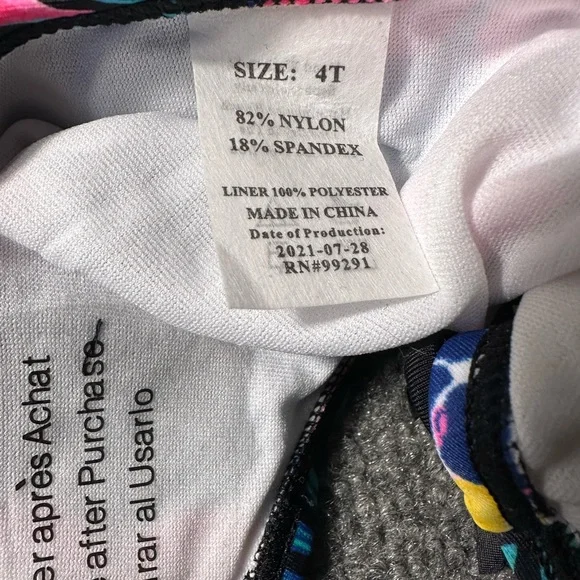 SIZE: 4T
82% NYLON
18% SPANDEX
LINER 100% POLYESTER
MADE IN CHINA
Date of Production:
2021-07-28
RN#99291
après Achat
after Purchase
al Usarlo